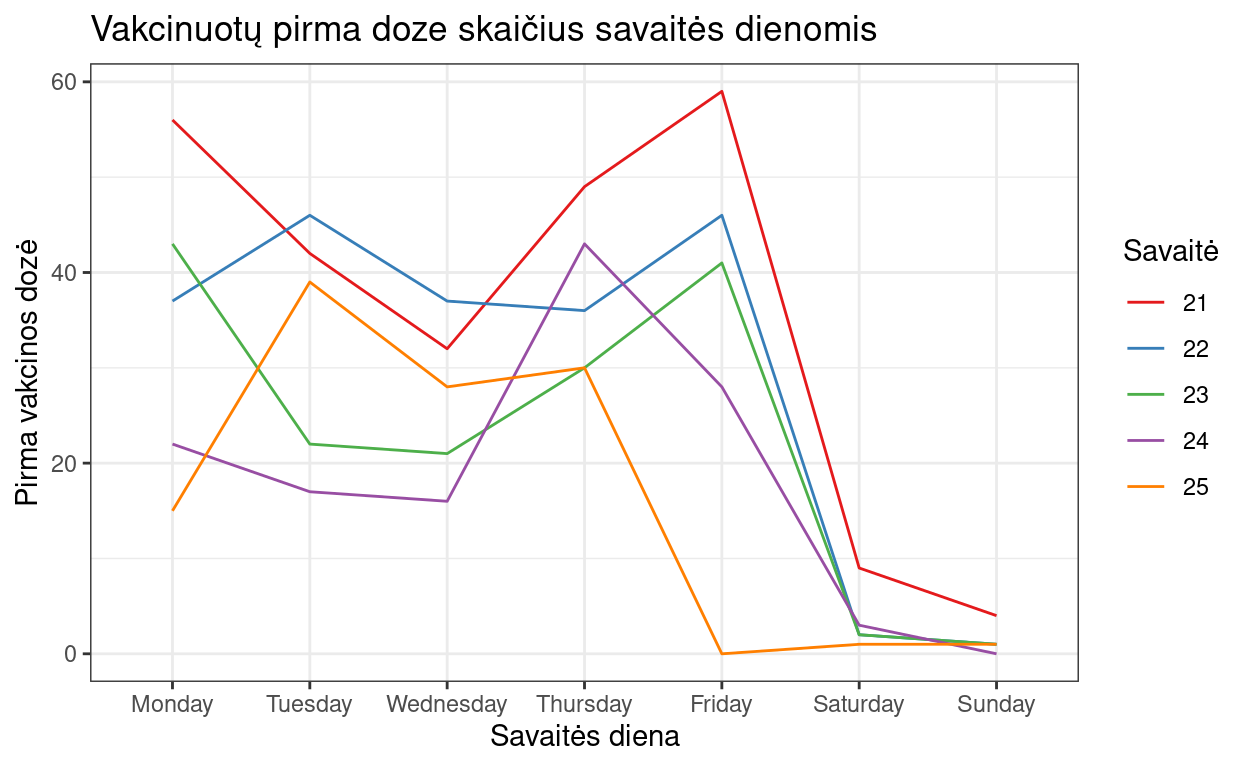 Vakcinuotų pirma doze skaičius savaitės dienomis
Pirma vakcinos dozė
60
40
20
0
Monday Tuesday Wednesday Thursday Friday Saturday Sunday
Savaitės diena
Savaitė
21
22
23
24
25